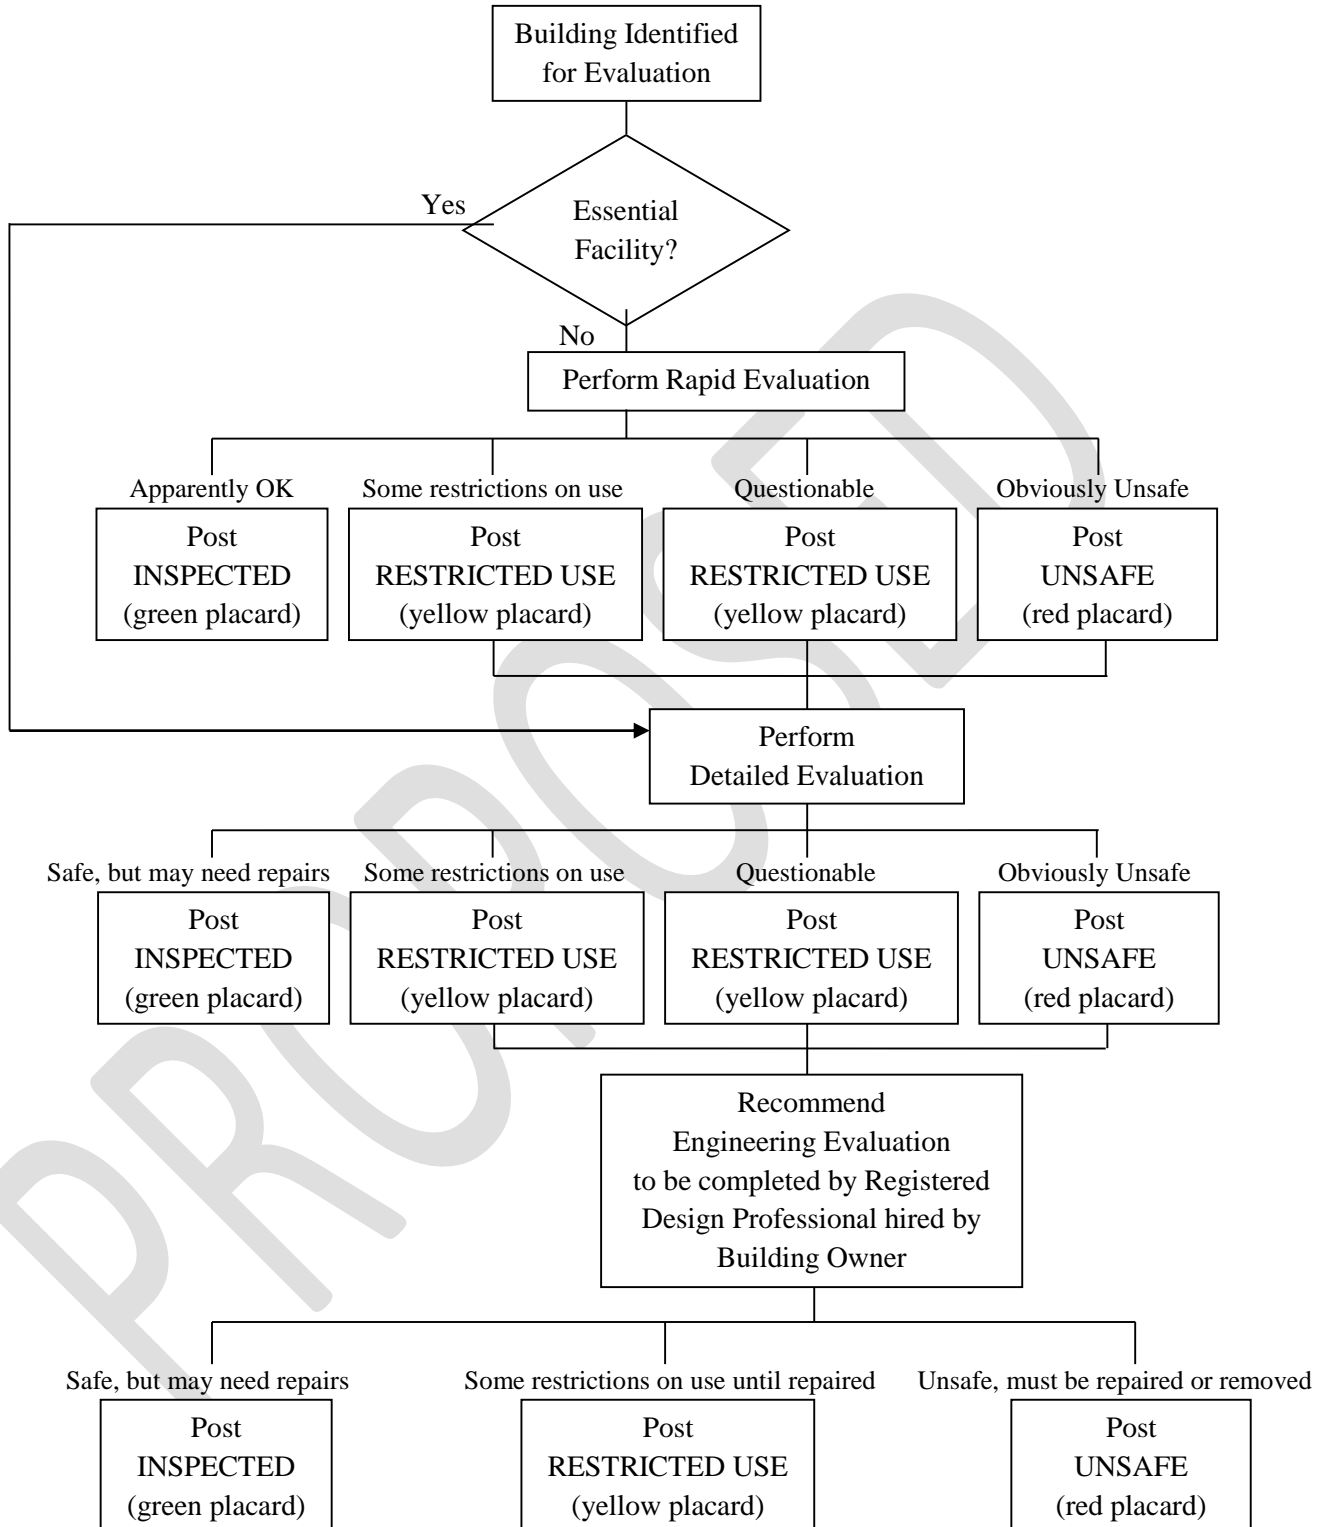 Building Identified
for Evaluation
Yes
Essential
Facility?
No
Perform Rapid Evaluation
Apparently OK
Some restrictions on use
Questionable
Obviously Unsafe
Post
INSPECTED
(green placard)
Post
RESTRICTED USE
(yellow placard)
Post
RESTRICTED USE
(yellow placard)
Post
UNSAFE
(red placard)
Perform
Detailed Evaluation
Safe, but may need repairs
Some restrictions on use
Questionable
Obviously Unsafe
Post
INSPECTED
(green placard)
Post
RESTRICTED USE
(yellow placard)
Post
RESTRICTED USE
(yellow placard)
Post
UNSAFE
(red placard)
Recommend
Engineering Evaluation
to be completed by Registered
Design Professional hired by
Building Owner
Safe, but may need repairs
Some restrictions on use until repaired
Unsafe, must be repaired or removed
Post
INSPECTED
(green placard)
Post
RESTRICTED USE
(yellow placard)
Post
UNSAFE
(red placard)
PROPOSED